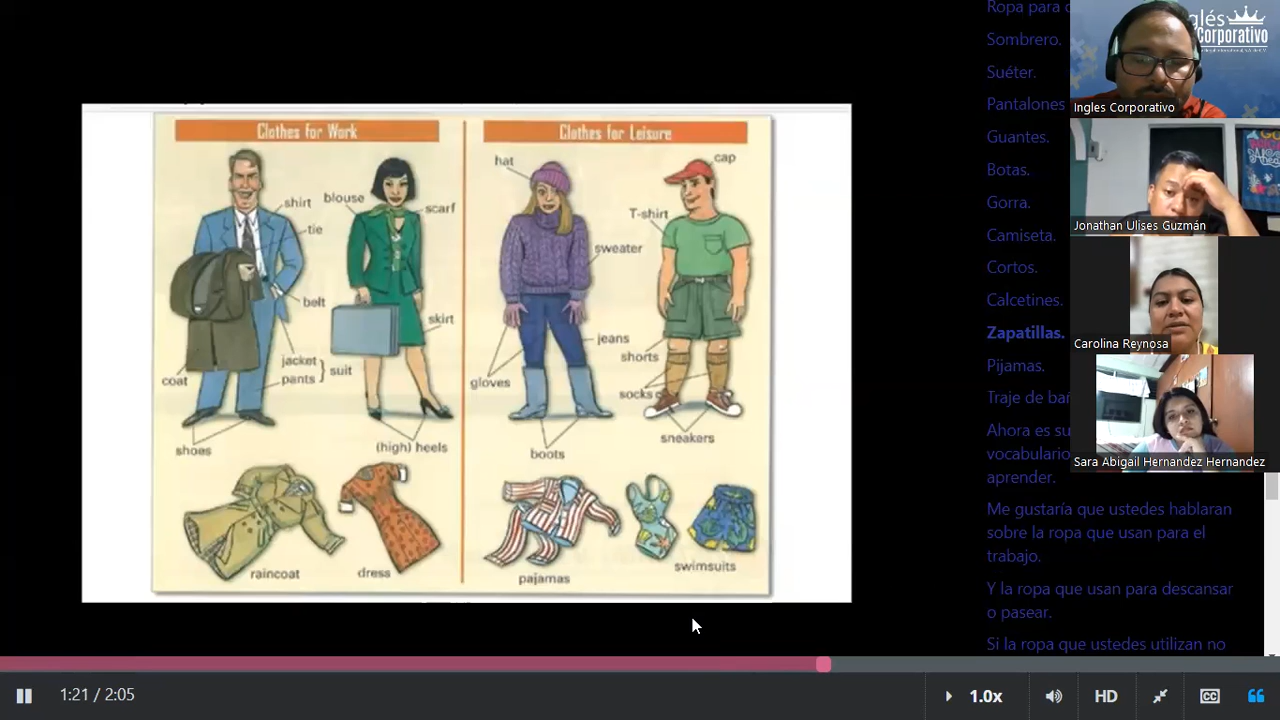 Clothes for Work
Clothes for Leisure
shirt
blouse
tie
scarf
belt
skirt
jacket
pants
suit
coat
shoes
(high) heels
raincoat
dress
hat
cap
T-shirt
sweater
jeans
shorts
gloves
socks
sneakers
boots
pajamas
swimsuits
Ropa para
Sombrero.
Suéter.
Pantalones
Guantes.
Botas.
Gorra.
Camiseta.
Cortos.
Calcetines.
Zapatillas.
Pijamas.
Traje de
Ahora es su
vocabulario
aprender.
Me gustaría que ustedes hablaran
sobre la ropa que usan para el
trabajo.
Y la ropa que usan para descansar
o pasear.
Si la ropa que ustedes utilizan no
Corporativo
Ingles Corporativo
Jonathan Ulises Guzmán
Carolina Reynosa
Sara Abigail Hernandez Hernandez
1:21 / 2:05
1.0x
HD
CC